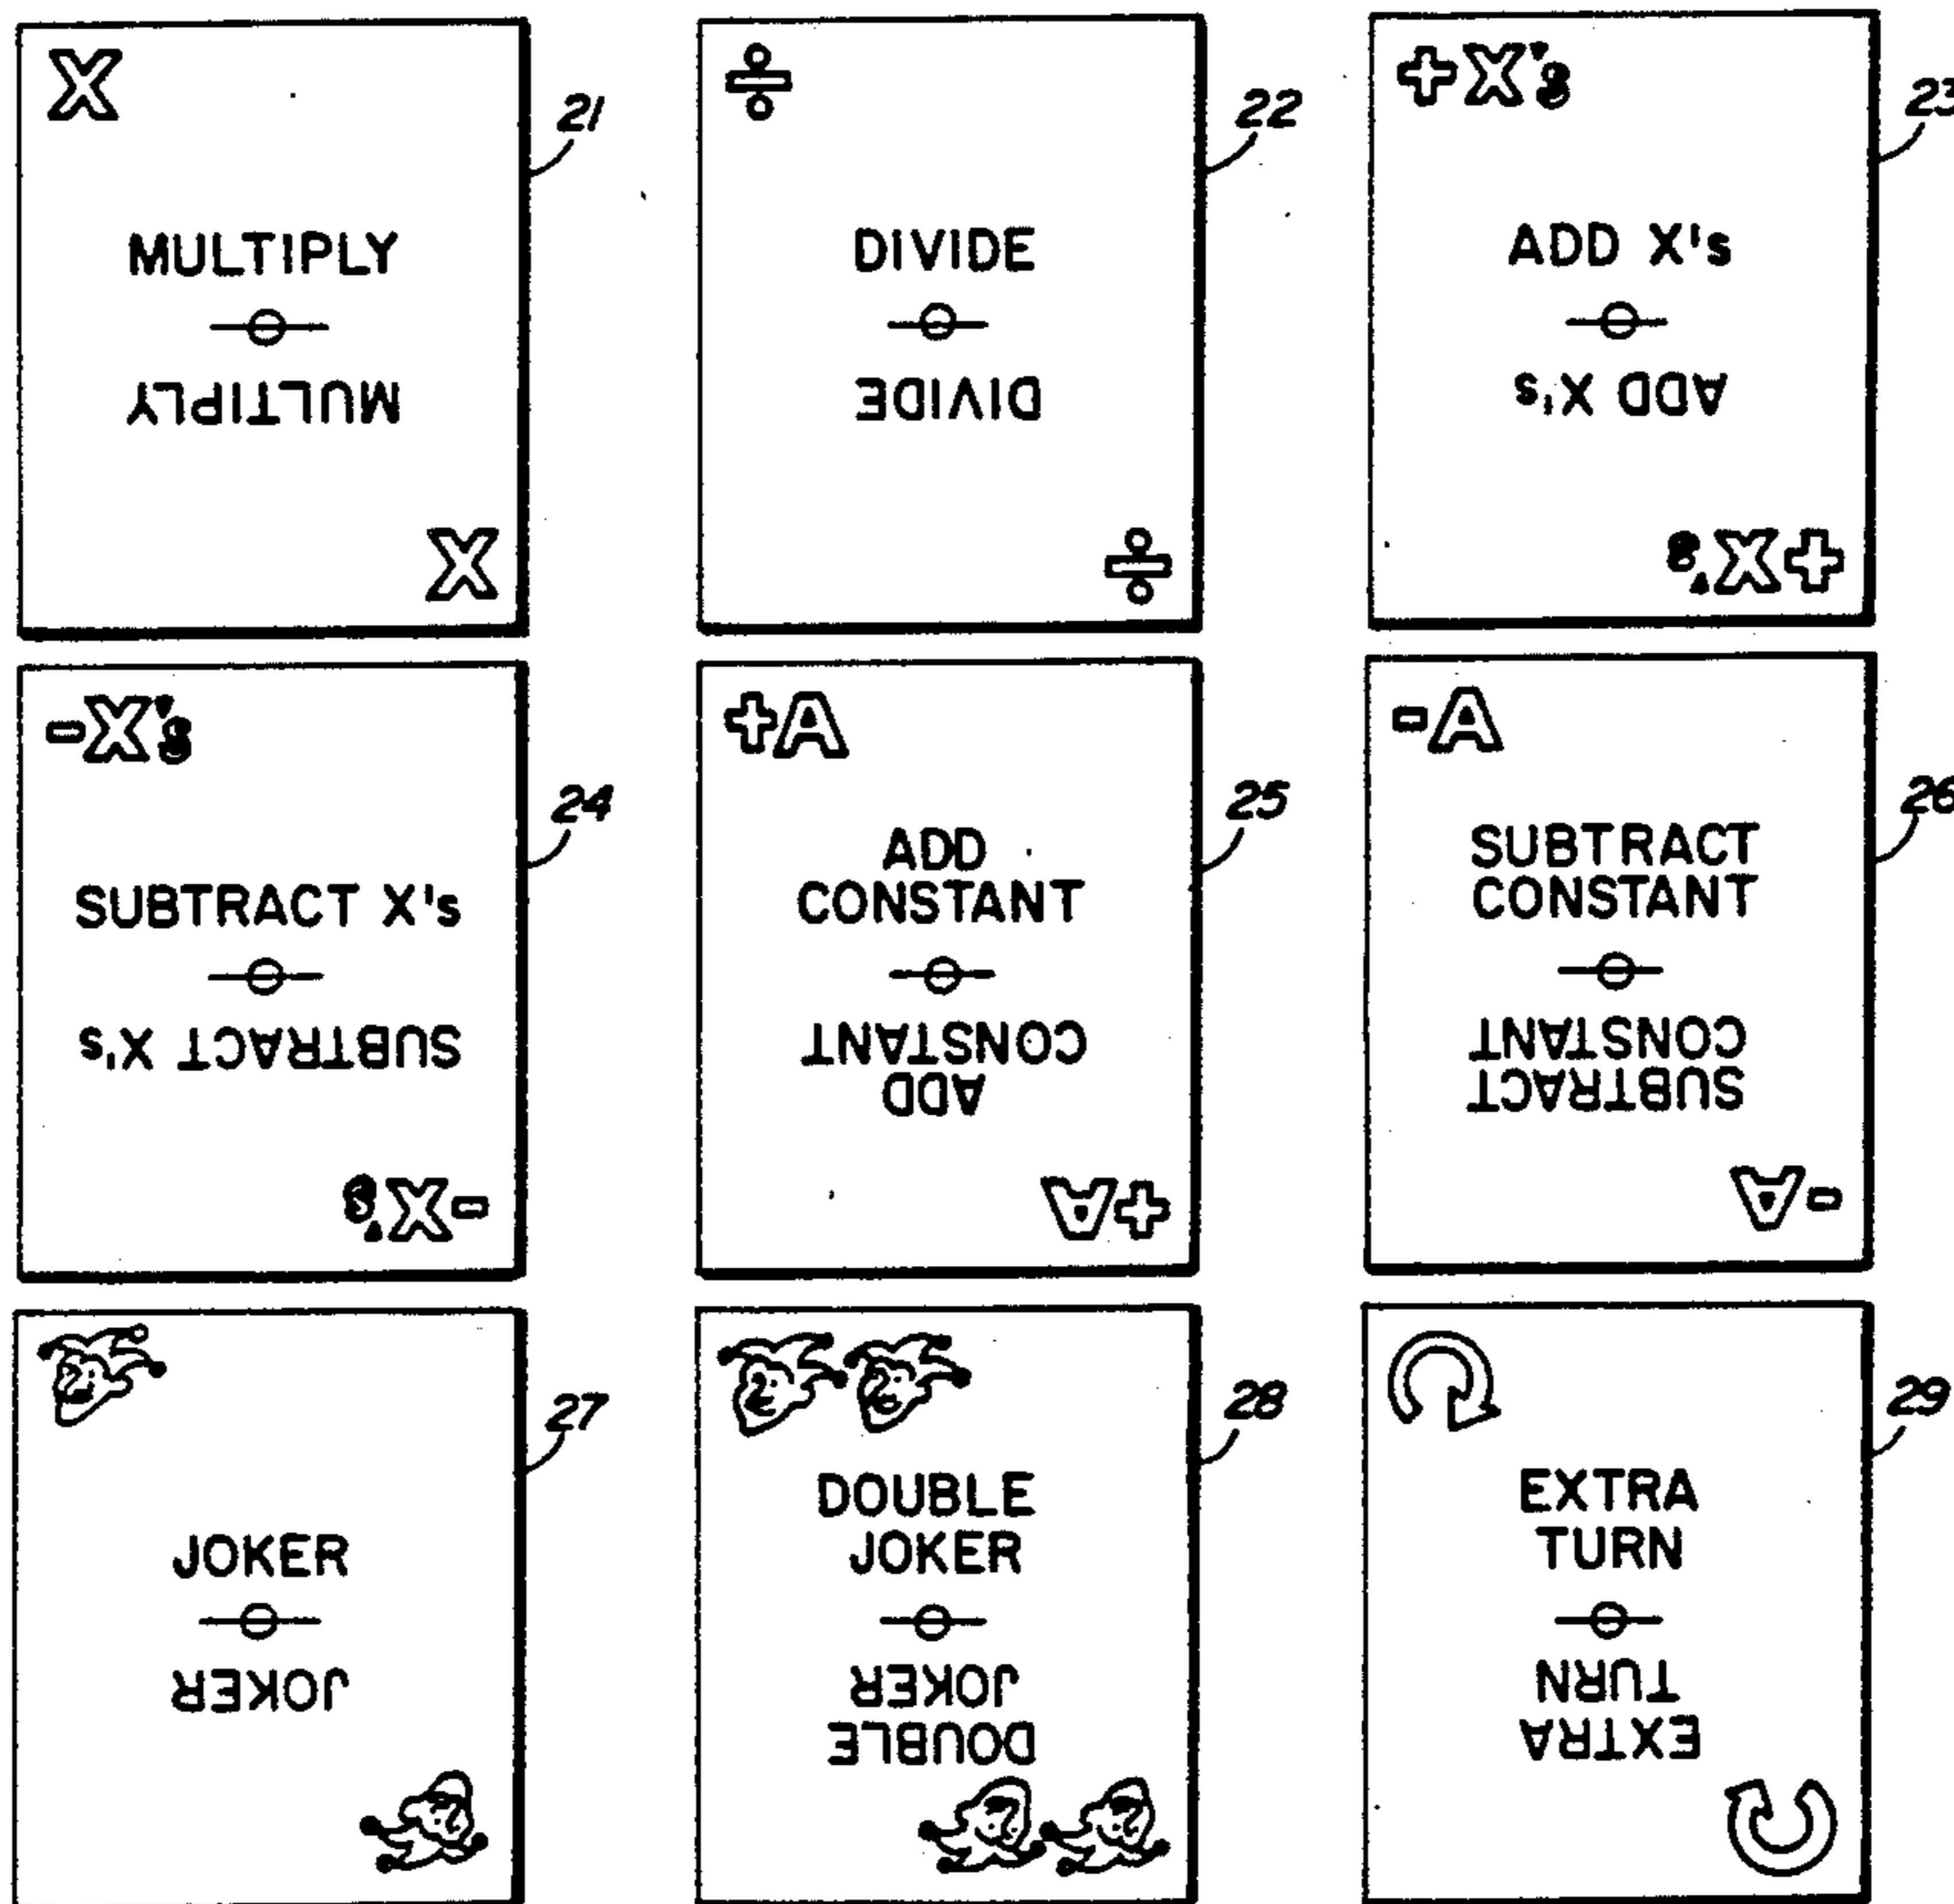 X
MULTIPLY
MULTIPLY
X
21
÷
DIVIDE
DIVIDE
÷
22
+X's
ADD X's
ADD X's
+X's
23
-X's
SUBTRACT X's
SUBTRACT X's
-X's
24
+A
ADD
CONSTANT
ADD
CONSTANT
+A
25
-A
SUBTRACT
CONSTANT
SUBTRACT
CONSTANT
-A
26
JOKER
JOKER
27
DOUBLE
JOKER
DOUBLE
JOKER
28
EXTRA
TURN
EXTRA
TURN
29